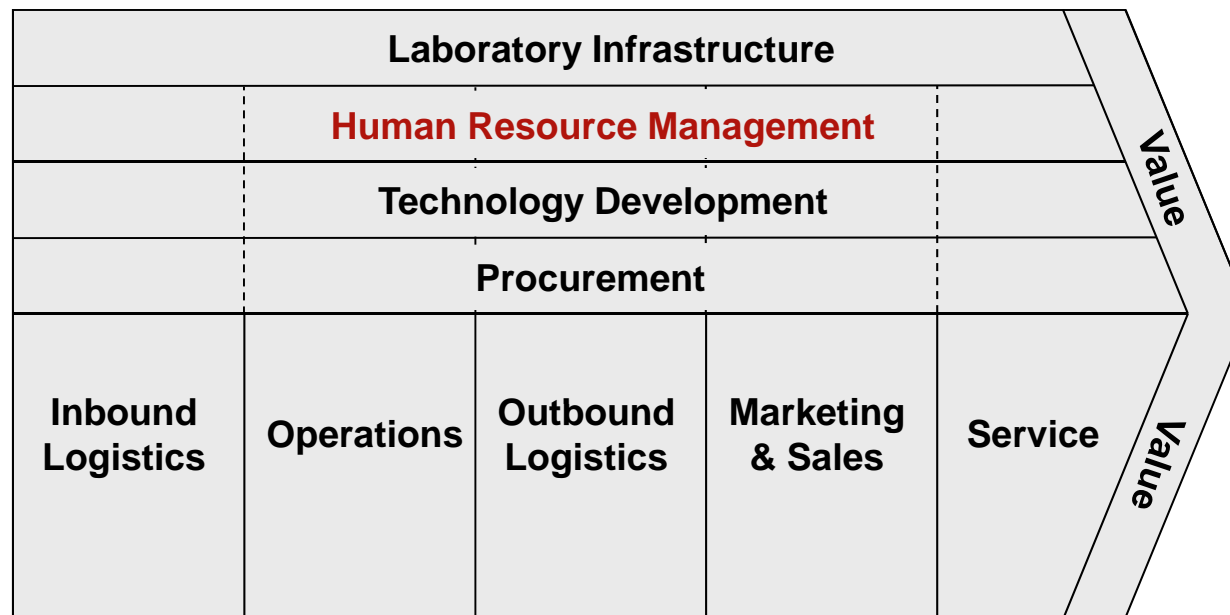 Laboratory Infrastructure
Human Resource Management
Technology Development
Procurement
Value
Inbound
Logistics
Operations
Outbound
Logistics
Marketing
& Sales
Service
Value